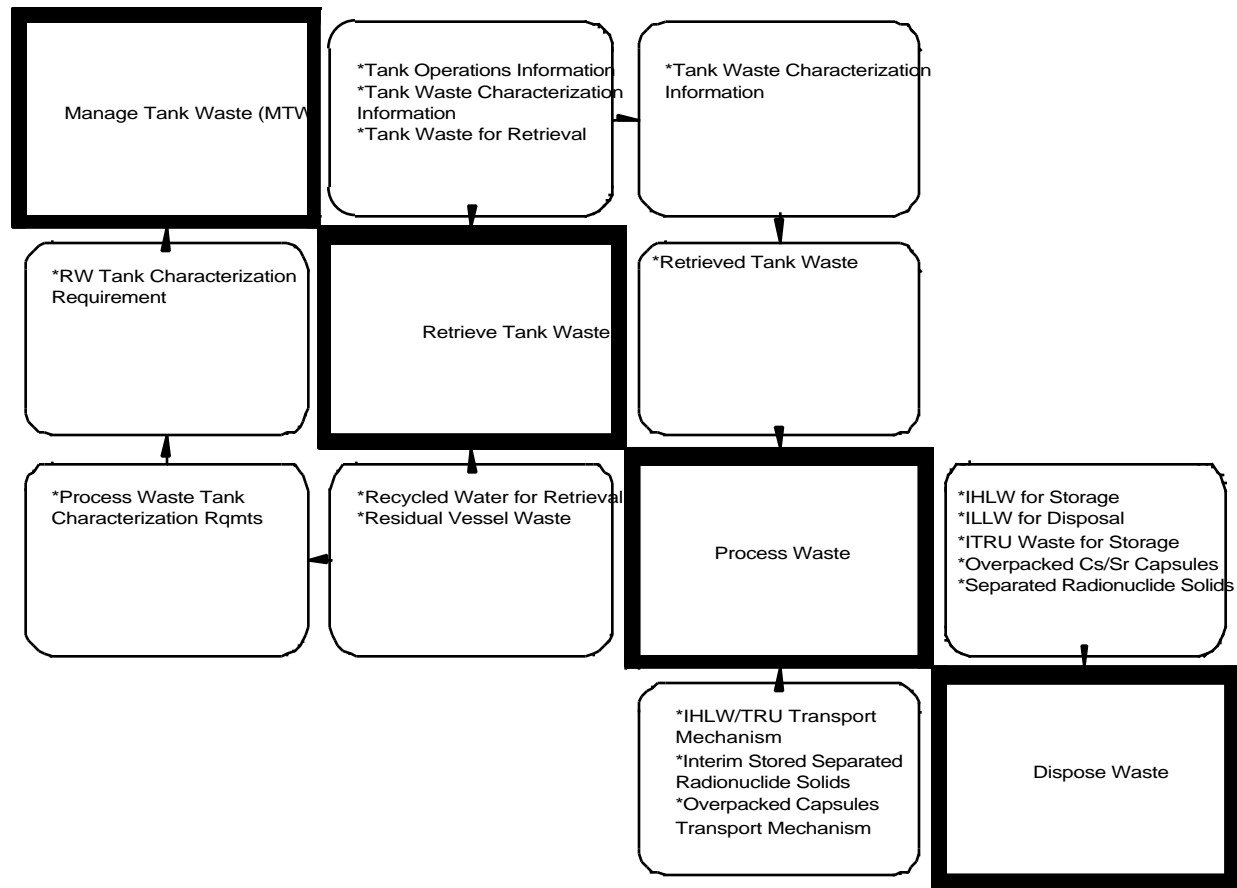 Manage Tank Waste (MTW
*Tank Operations Information
*Tank Waste Characterization
Information
*Tank Waste for Retrieval
*Tank Waste Characterization
Information
*RW Tank Characterization
Requirement
Retrieve Tank Waste
*Retrieved Tank Waste
*Process Waste Tank
Characterization Rqmts
*Recycled Water for Retrieval
*Residual Vessel Waste
Process Waste
*IHLW for Storage
*ILLW for Disposal
*ITRU Waste for Storage
*Overpacked Cs/Sr Capsules
*Separated Radionuclide Solids
*IHLW/TRU Transport
Mechanism
*Interim Stored Separated
Radionuclide Solids
*Overpacked Capsules
Transport Mechanism
Dispose Waste